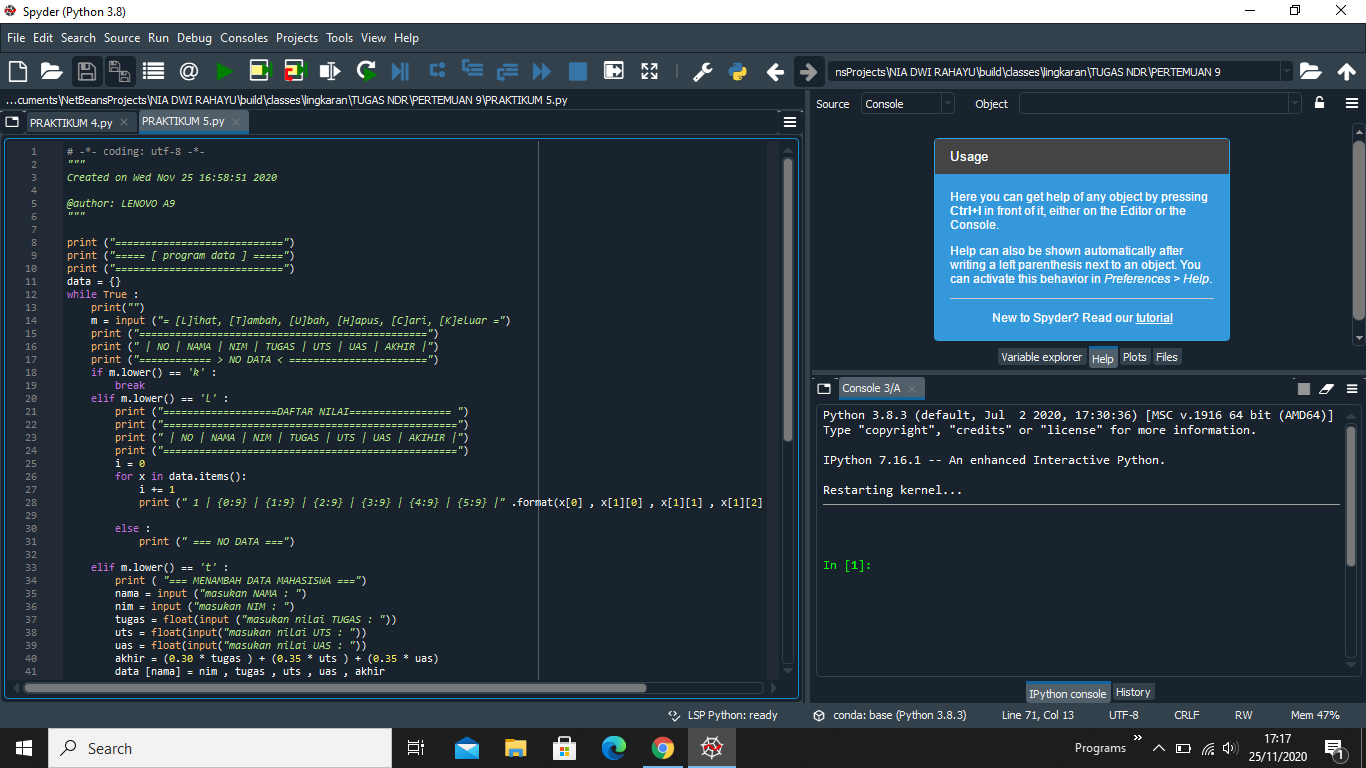 Spyder (Python 3.8)
File Edit Search Source Run Debug Consoles Projects Tools View Help
nsProjects\NIA DWI RAHAYU\build\classes\lingkaran\TUGAS NDR\PERTEMUAN 9
...cuments\NetBeansProjects\NIA DWI RAHAYU\build\classes\lingkaran\TUGAS NDR\PERTEMUAN 9\PRAKTIKUM 5.py
PRAKTIKUM 4.py PRAKTIKUM 5.py
1 # -*- coding: utf-8 -*-
2 """
3 Created on Wed Nov 25 16:58:51 2020
4
5 @author: LENOVO A9
6 """
7
8 print ("============================")
9 print ("===== [ program data ] =====")
10 print ("============================")
11 data = {}
12 while True :
13 print("")
14 m = input ("= [L]ihat, [T]ambah, [U]bah, [H]apus, [C]ari, [K]eluar =")
15 print ("================================================")
16 print (" | NO | NAMA | NIM | TUGAS | UTS | UAS | AKHIR |")
17 print ("============ > NO DATA < =======================")
18 if m.lower() == 'k' :
19 break
20 elif m.lower() == 'l' :
21 print ("===================DAFTAR NILAI================= ")
22 print ("=================================================")
23 print (" | NO | NAMA | NIM | TUGAS | UTS | UAS | AKIHIR |")
24 print ("=================================================")
25 i = 0
26 for x in data.items():
27 i += 1
28 print (" 1 | {0:9} | {1:9} | {2:9} | {3:9} | {4:9} | {5:9} |" .format(x[0] , x[1][0] , x[1][1] , x[1][2]
29
30 else :
31 print (" === NO DATA ===")
32
33 elif m.lower() == 't' :
34 print ( "=== MENAMBAH DATA MAHASISWA ===")
35 nama = input ("masukan NAMA : ")
36 nim = input ("masukan NIM : ")
37 tugas = float(input ("masukan nilai TUGAS : "))
38 uts = float(input("masukan nilai UTS : "))
39 uas = float(input("masukan nilai UAS : "))
40 akhir = (0.30 * tugas ) + (0.35 * uts ) + (0.35 * uas)
41 data [nama] = nim , tugas , uts , uas , akhir
Source Console Object
Usage
Here you can get help of any object by pressing
Ctrl+I in front of it, either on the Editor or the
Console.
Help can also be shown automatically after
writing a left parenthesis next to an object. You
can activate this behavior in Preferences > Help.
New to Spyder? Read our tutorial
Variable explorer Help Plots Files
Console 3/A
Python 3.8.3 (default, Jul  2 2020, 17:30:36) [MSC v.1916 64 bit (AMD64)]
Type "copyright", "credits" or "license" for more information.
IPython 7.16.1 -- An enhanced Interactive Python.
Restarting kernel...
In [1]:
IPython console History
LSP Python: ready conda: base (Python 3.8.3) Line 71, Col 13 UTF-8 CRLF RW Mem 47%
Search
Programs
17:17
25/11/2020
1